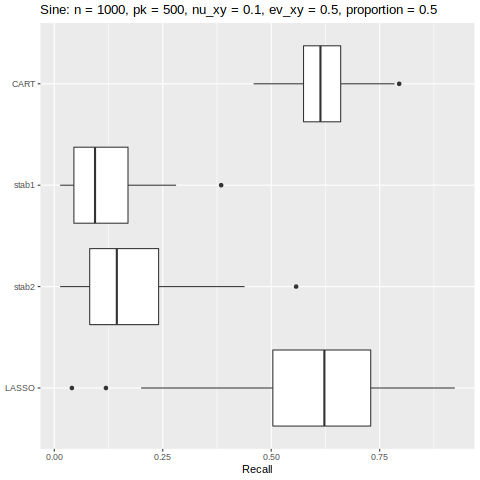 Sine: n = 1000, pk = 500, nu_xy = 0.1, ev_xy = 0.5, proportion = 0.5
CART
stab1
stab2
LASSO
0.00 0.25 0.50 0.75
Recall